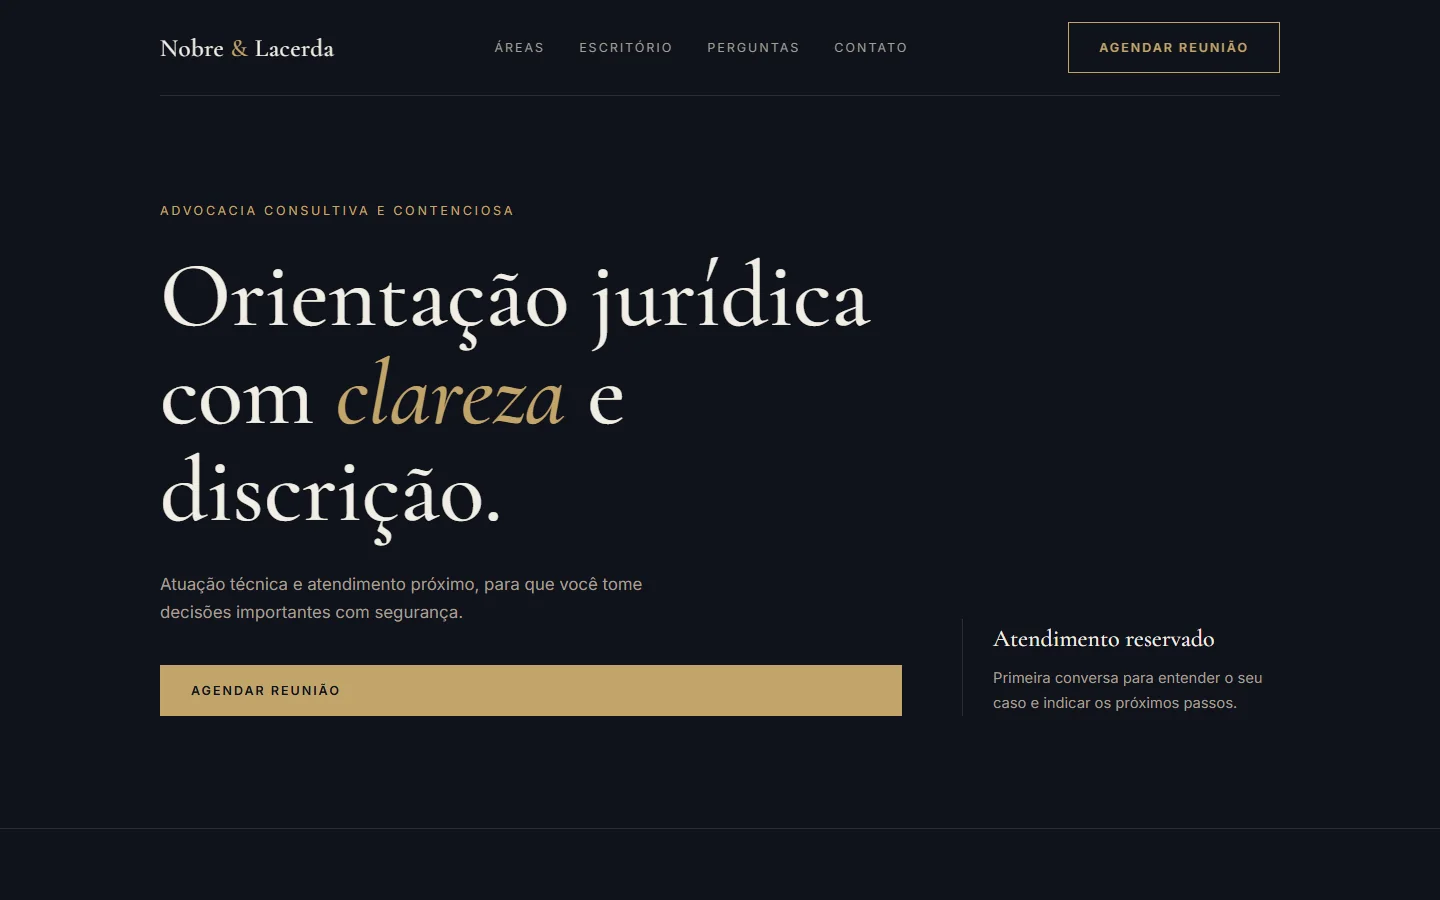 Nobre & Lacerda
ÁREAS
ESCRITÓRIO
PERGUNTAS
CONTATO
AGENDAR REUNIÃO
ADVOCACIA CONSULTIVA E CONTENCIOSA
Orientação jurídica
com clareza e
discrição.
Atuação técnica e atendimento próximo, para que você tome
decisões importantes com segurança.
AGENDAR REUNIÃO
Atendimento reservado
Primeira conversa para entender o seu
caso e indicar os próximos passos.